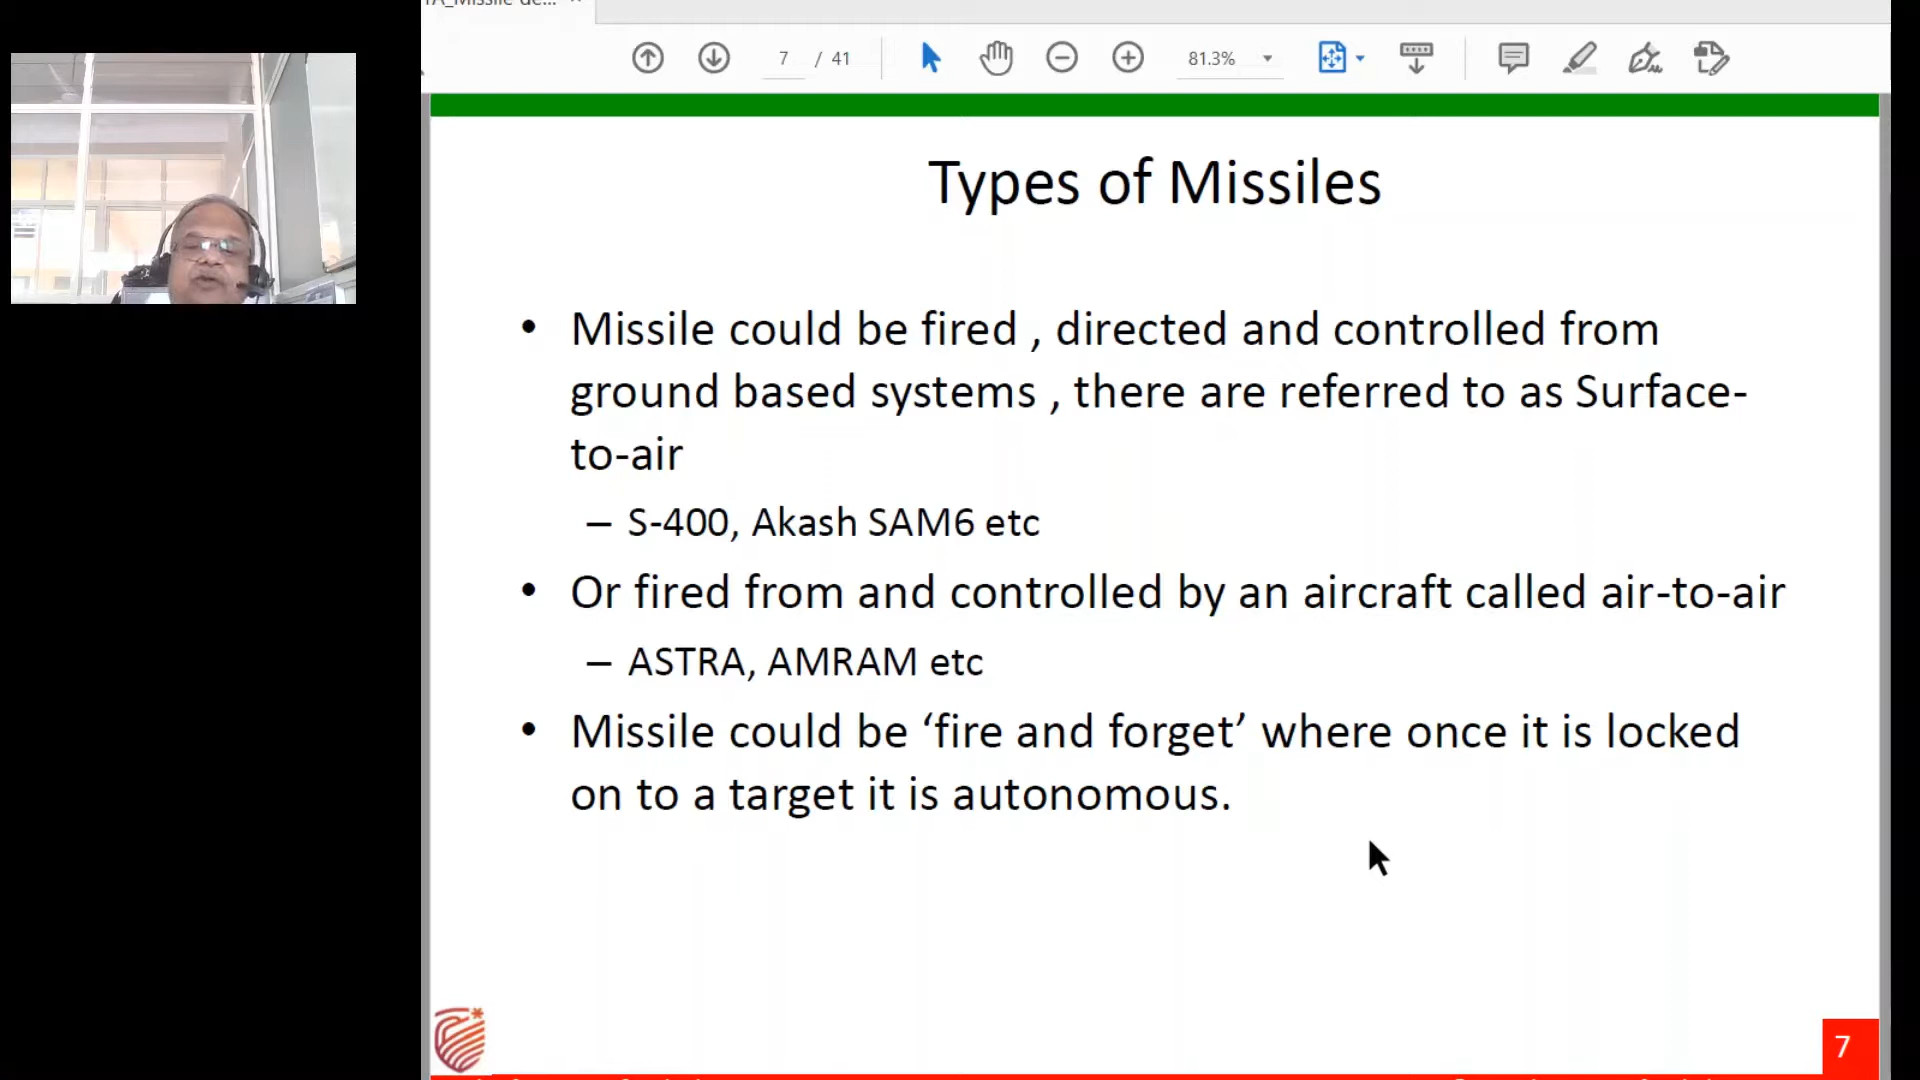 7 / 41
81.3%
Types of Missiles
• Missile could be fired , directed and controlled from
ground based systems , there are referred to as Surface-
to-air
– S-400, Akash SAM6 etc
• Or fired from and controlled by an aircraft called air-to-air
– ASTRA, AMRAM etc
• Missile could be ‘fire and forget’ where once it is locked
on to a target it is autonomous.
7